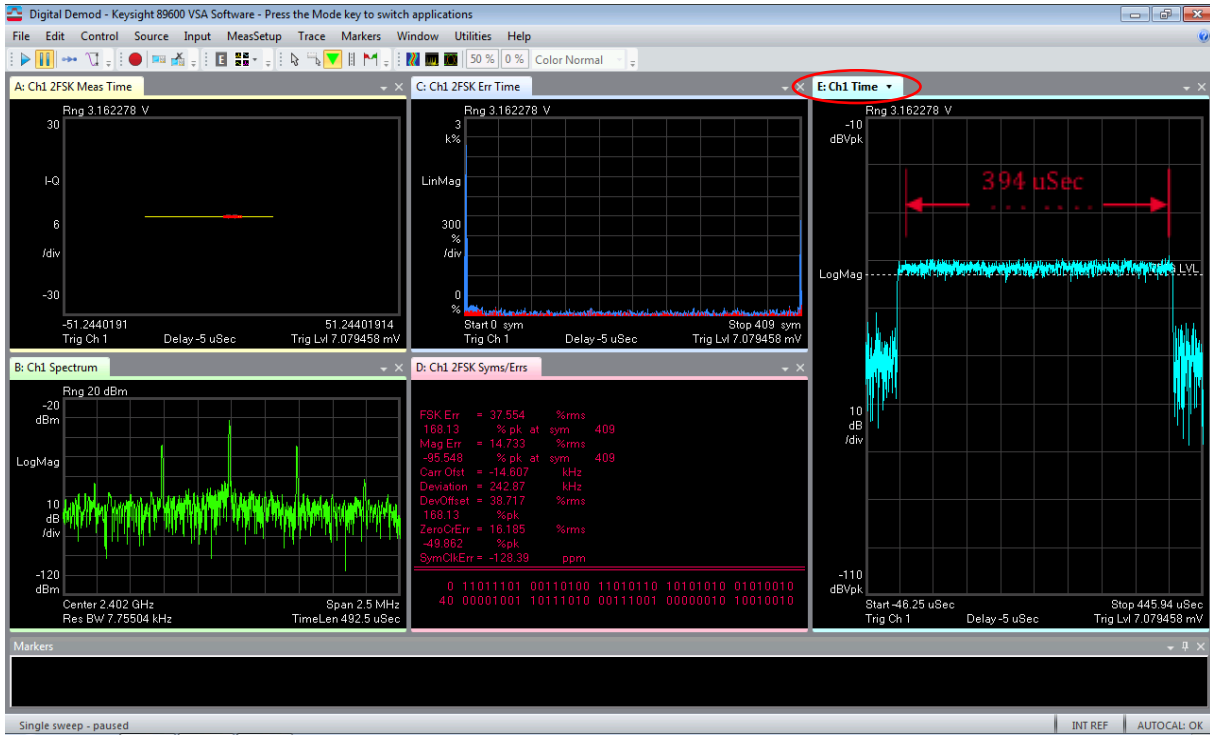 Digital Demod - Keysight 89600 VSA Software - Press the Mode key to switch applications
File Edit Control Source Input MeasSetup Trace Markers Window Utilities Help
E 50 % 0 % Color Normal
A: Ch1 2FSK Meas Time
Rng 3.162278 V
30
I-Q
6
/div
-30
-51.2440191 51.24401914
Trig Ch 1 Delay -5 uSec Trig Lvl 7.079458 mV
C: Ch1 2FSK Err Time
Rng 3.162278 V
3
k%
LinMag
300
%
/div
0
%
Start 0 sym Stop 409 sym
Trig Ch 1 Delay -5 uSec Trig Lvl 7.079458 mV
E: Ch1 Time
Rng 3.162278 V
-10
dBVpk
394 uSec
LogMag
LVL
10
dB
/div
-110
dBVpk
Start -46.25 uSec Stop 445.94 uSec
Trig Ch 1 Delay -5 uSec Trig Lvl 7.079458 mV
B: Ch1 Spectrum
Rng 20 dBm
-20
dBm
LogMag
10
dB
/div
-120
dBm
Center 2.402 GHz Span 2.5 MHz
Res BW 7.75504 kHz TimeLen 492.5 uSec
D: Ch1 2FSK Syms/Errs
FSK Err = 37.554 %rms
168.13 % pk at sym 409
Mag Err = 14.733 %rms
-95.548 % pk at sym 409
Carr Ofst = -14.607 kHz
Deviation = 242.87 kHz
DevOffset = 38.717 %rms
168.13 %pk
ZeroCrErr = 16.185 %rms
-49.862 %pk
SymClkErr = -128.39 ppm
0 11011101 00110100 11010110 10101010 01010010
40 00001001 10111010 00111001 00000010 10010010
Markers
Single sweep - paused INT REF AUTOCAL: OK